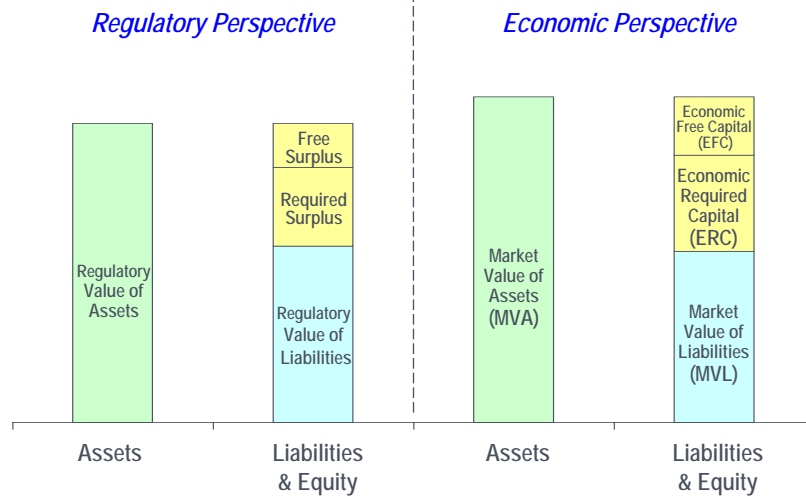 Regulatory Perspective
Economic Perspective
Regulatory
Value of
Assets
Free
Surplus
Required
Surplus
Regulatory
Value of
Liabilities
Market
Value of
Assets
(MVA)
Economic
Free Capital
(EFC)
Economic
Required
Capital
(ERC)
Market
Value of
Liabilities
(MVL)
Assets
Liabilities
& Equity
Assets
Liabilities
& Equity